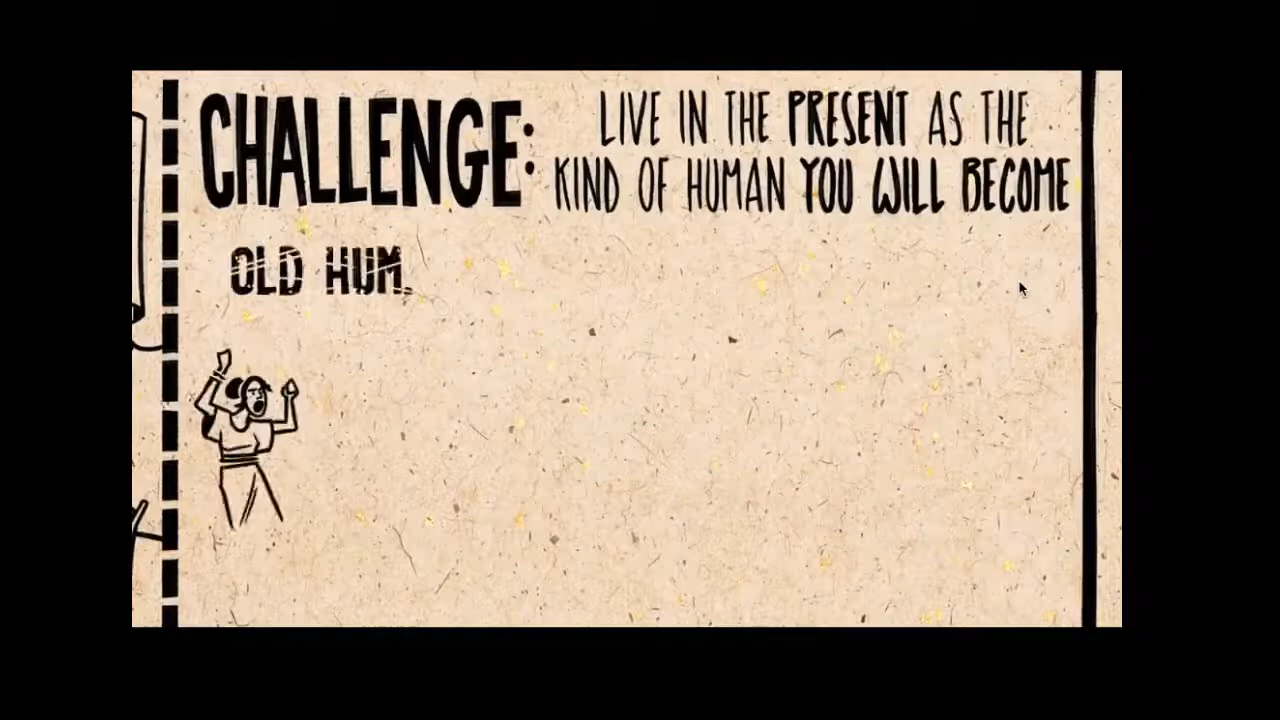 CHALLENGE:
LIVE IN THE PRESENT AS THE
KIND OF HUMAN YOU WILL BECOME
OLD HUM